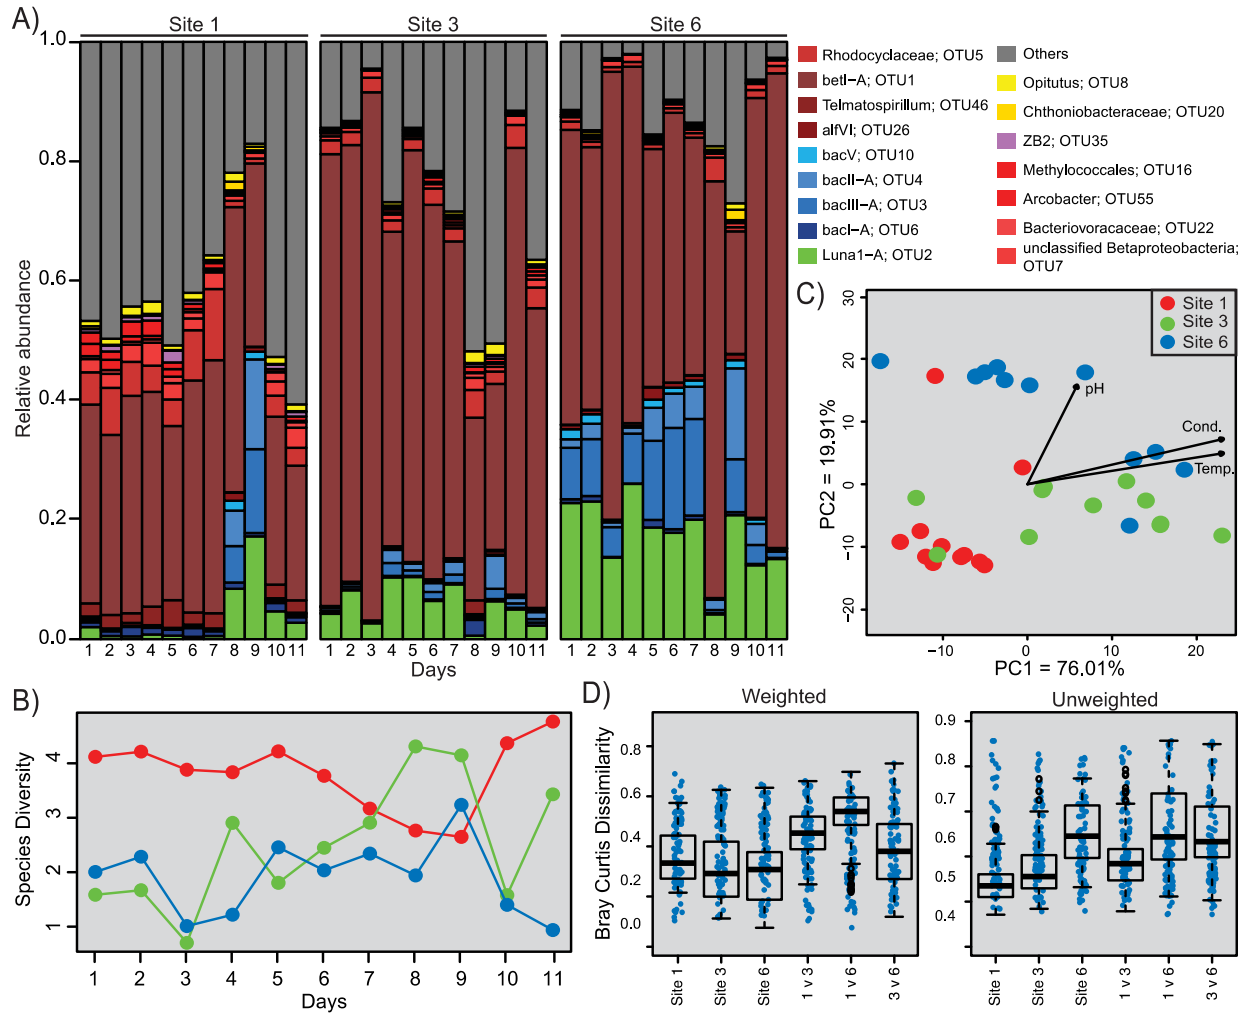 A)
Site 1
Site 3
Site 6
1.0
0.8
0.6
0.4
0.2
0.0
Relative abundance
1 2 3 4 5 6 7 8 9 10 11
1 2 3 4 5 6 7 8 9 10 11
1 2 3 4 5 6 7 8 9 10 11
Days
Rhodocyclaceae; OTU5
betI-A; OTU1
Telmatospirillum; OTU46
alfVI; OTU26
bacV; OTU10
bacII-A; OTU4
bacIII-A; OTU3
bacI-A; OTU6
Luna1-A; OTU2
Others
Opitutus; OTU8
Chthoniobacteraceae; OTU20
ZB2; OTU35
Methylococcales; OTU16
Arcobacter; OTU55
Bacteriovoracaceae; OTU22
unclassified Betaproteobacteria;
OTU7
B)
4
3
2
1
Species Diversity
1 2 3 4 5 6 7 8 9 10 11
Days
C)
30
20
10
0
-10
-20
PC2 = 19.91%
Site 1
Site 3
Site 6
pH
Cond.
Temp.
-10 0 10 20
PC1 = 76.01%
D)
Weighted
Unweighted
Bray Curtis Dissimilarity
0.8
0.6
0.4
0.2
0.0
Site 1
Site 3
Site 6
1 v 3
1 v 6
3 v 6
0.9
0.8
0.7
0.6
0.5
0.4
Site 1
Site 3
Site 6
1 v 3
1 v 6
3 v 6